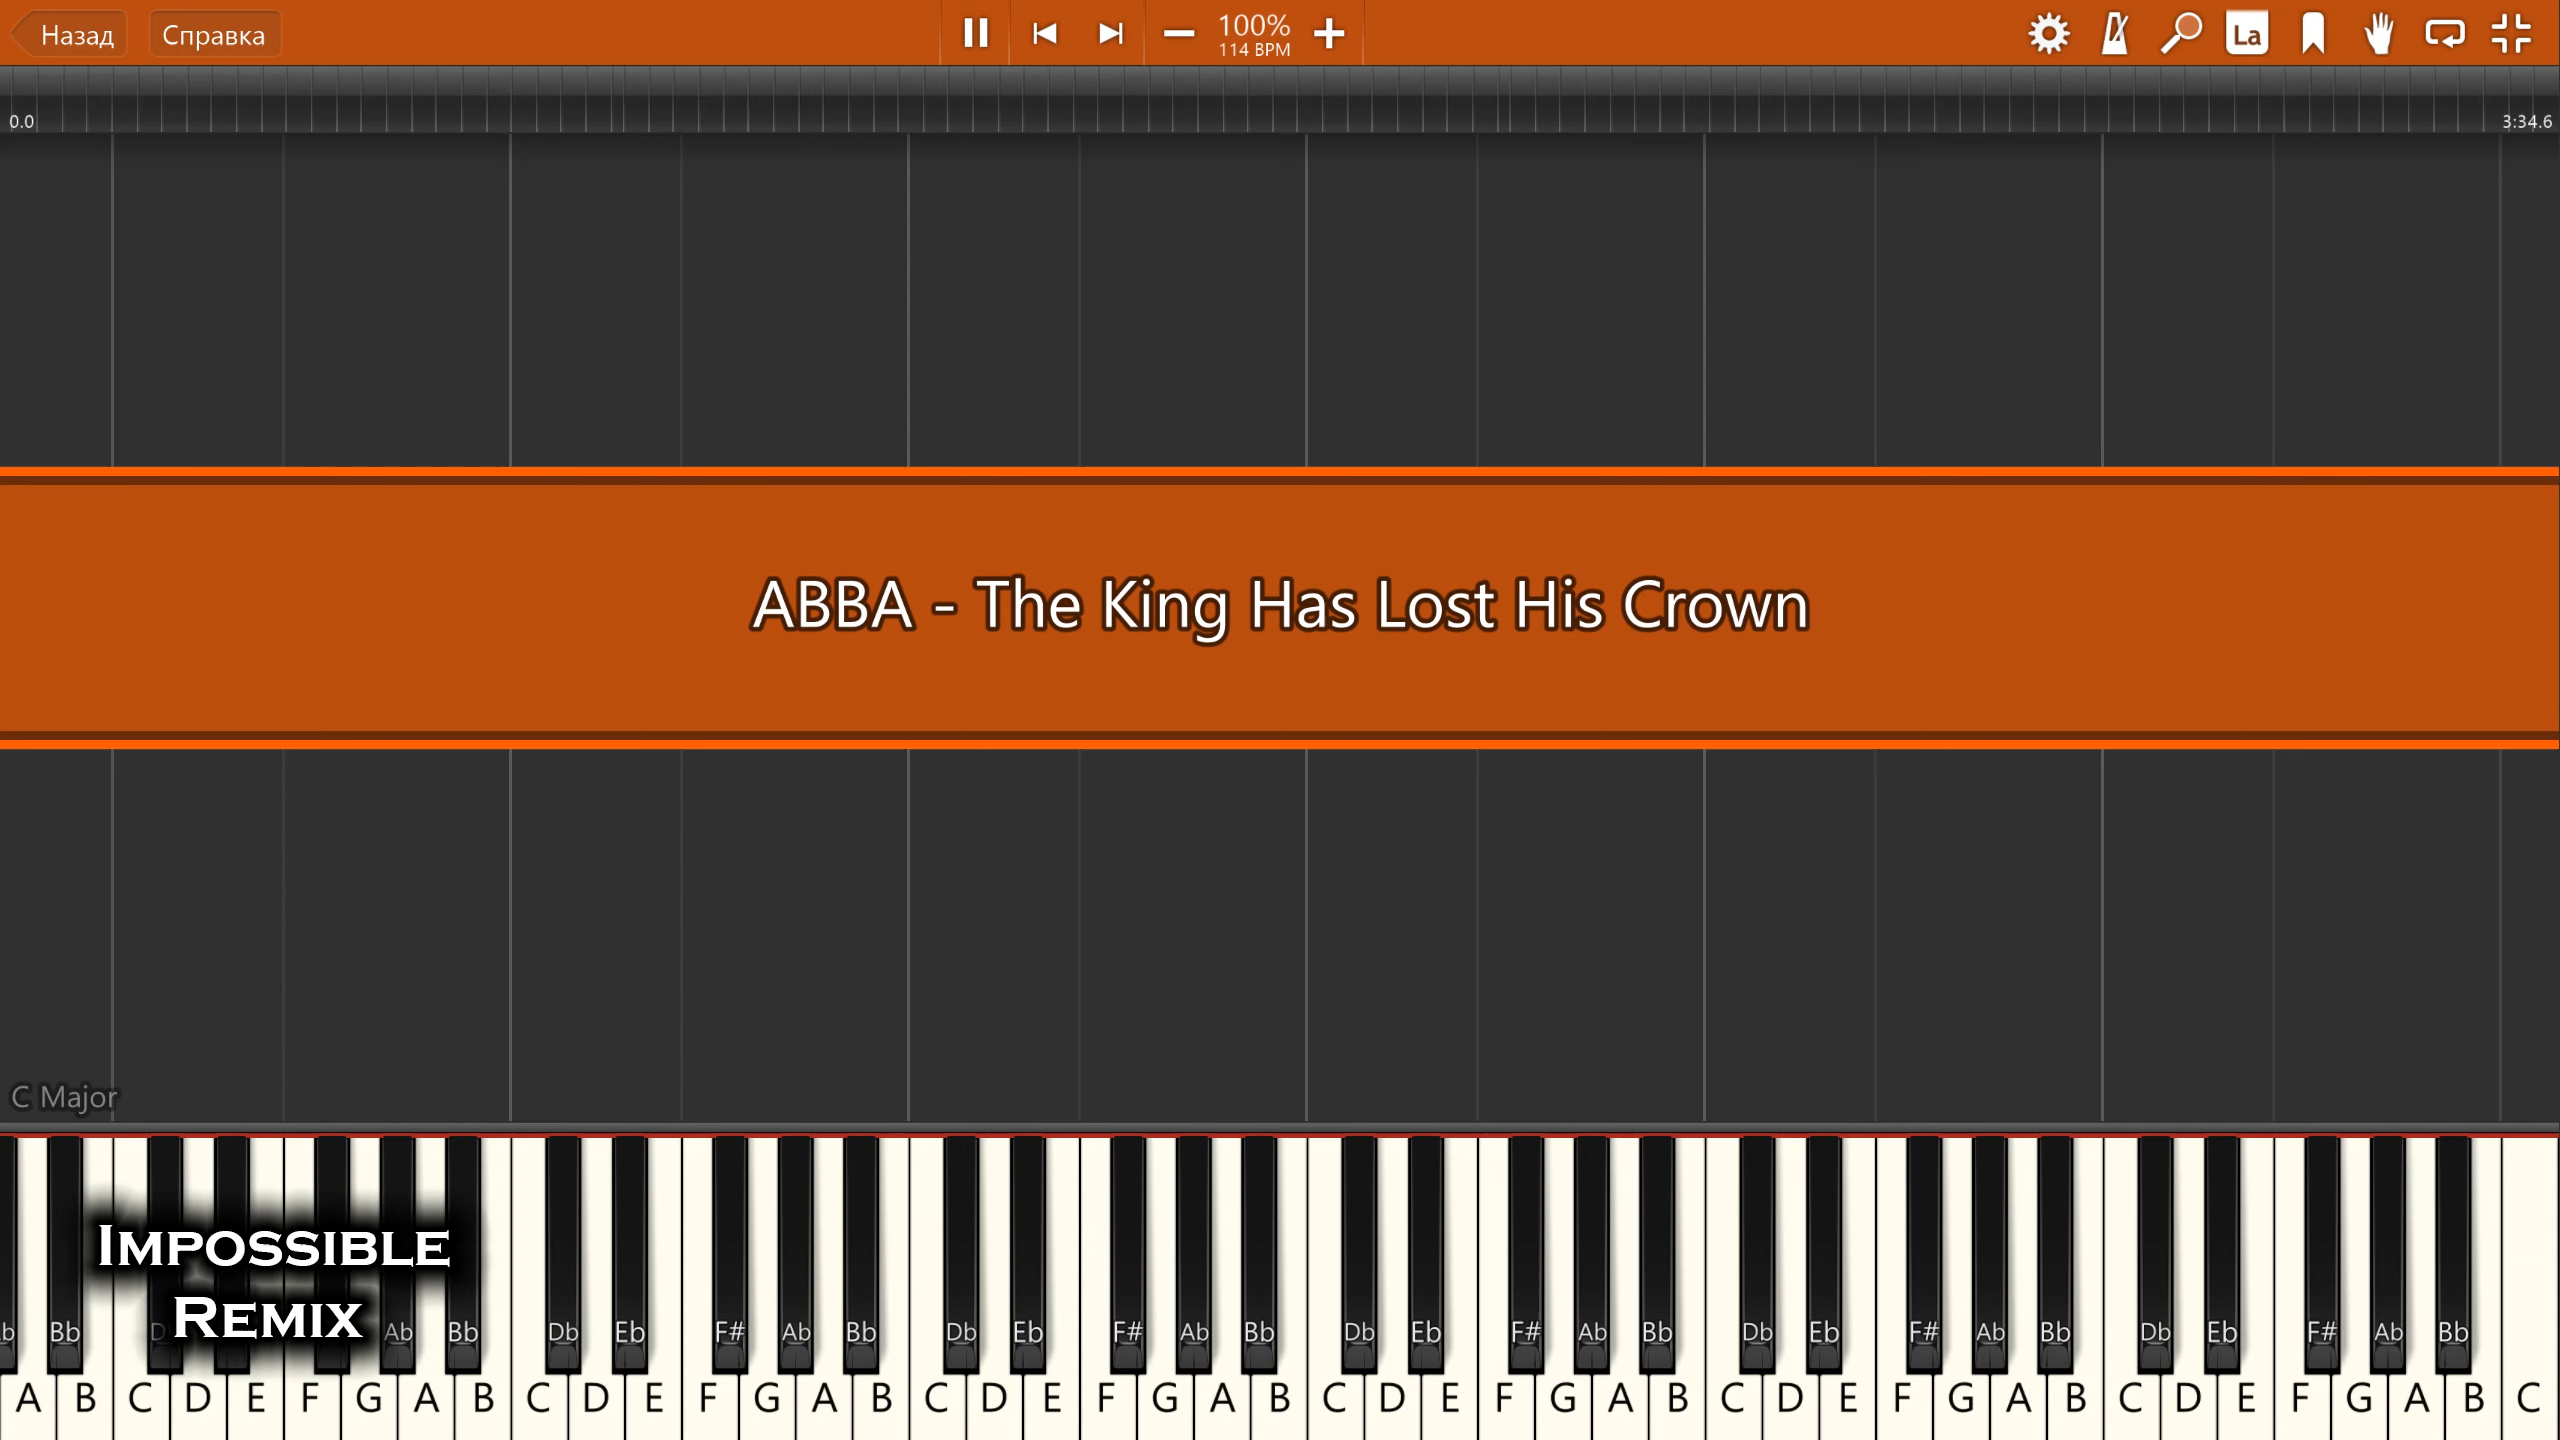 Назад Справка 100% La
114 BPM
0.0 3:34.6
ABBA - The King Has Lost His Crown
C Major
Impossible
Remix
b Bb D Ab Bb Db Eb F# Ab Bb Db Eb F# Ab Bb Db Eb F# Ab Bb Db Eb F# Ab Bb Db Eb F# Ab Bb
A B C D E F G A B C D E F G A B C D E F G A B C D E F G A B C D E F G A B C D E F G A B C